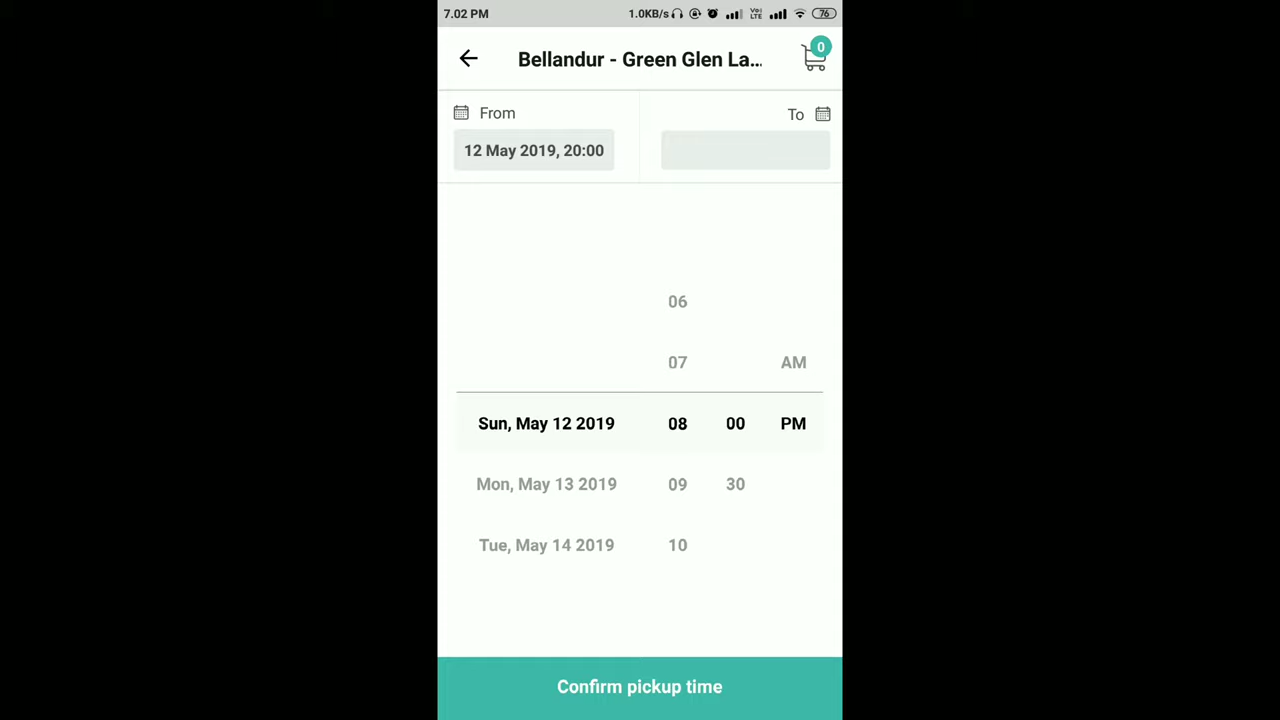 7.02 PM 1.0KB/s Vo) LTE 76
Bellandur - Green Glen La... 0
From To
12 May 2019, 20:00
06
07 AM
Sun, May 12 2019 08 00 PM
Mon, May 13 2019 09 30
Tue, May 14 2019 10
Confirm pickup time